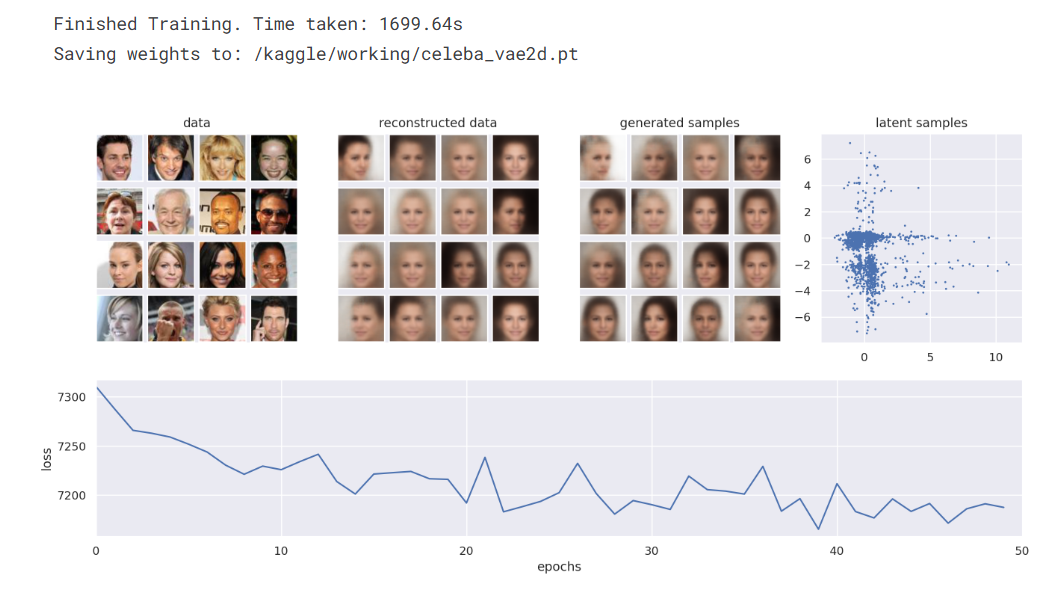 Finished Training. Time taken: 1699.64s
Saving weights to: /kaggle/working/celeba_vae2d.pt
data
reconstructed data
generated samples
latent samples
6
4
2
0
−2
−4
−6
0 5 10
7300
7250
7200
loss
0 10 20 30 40 50
epochs